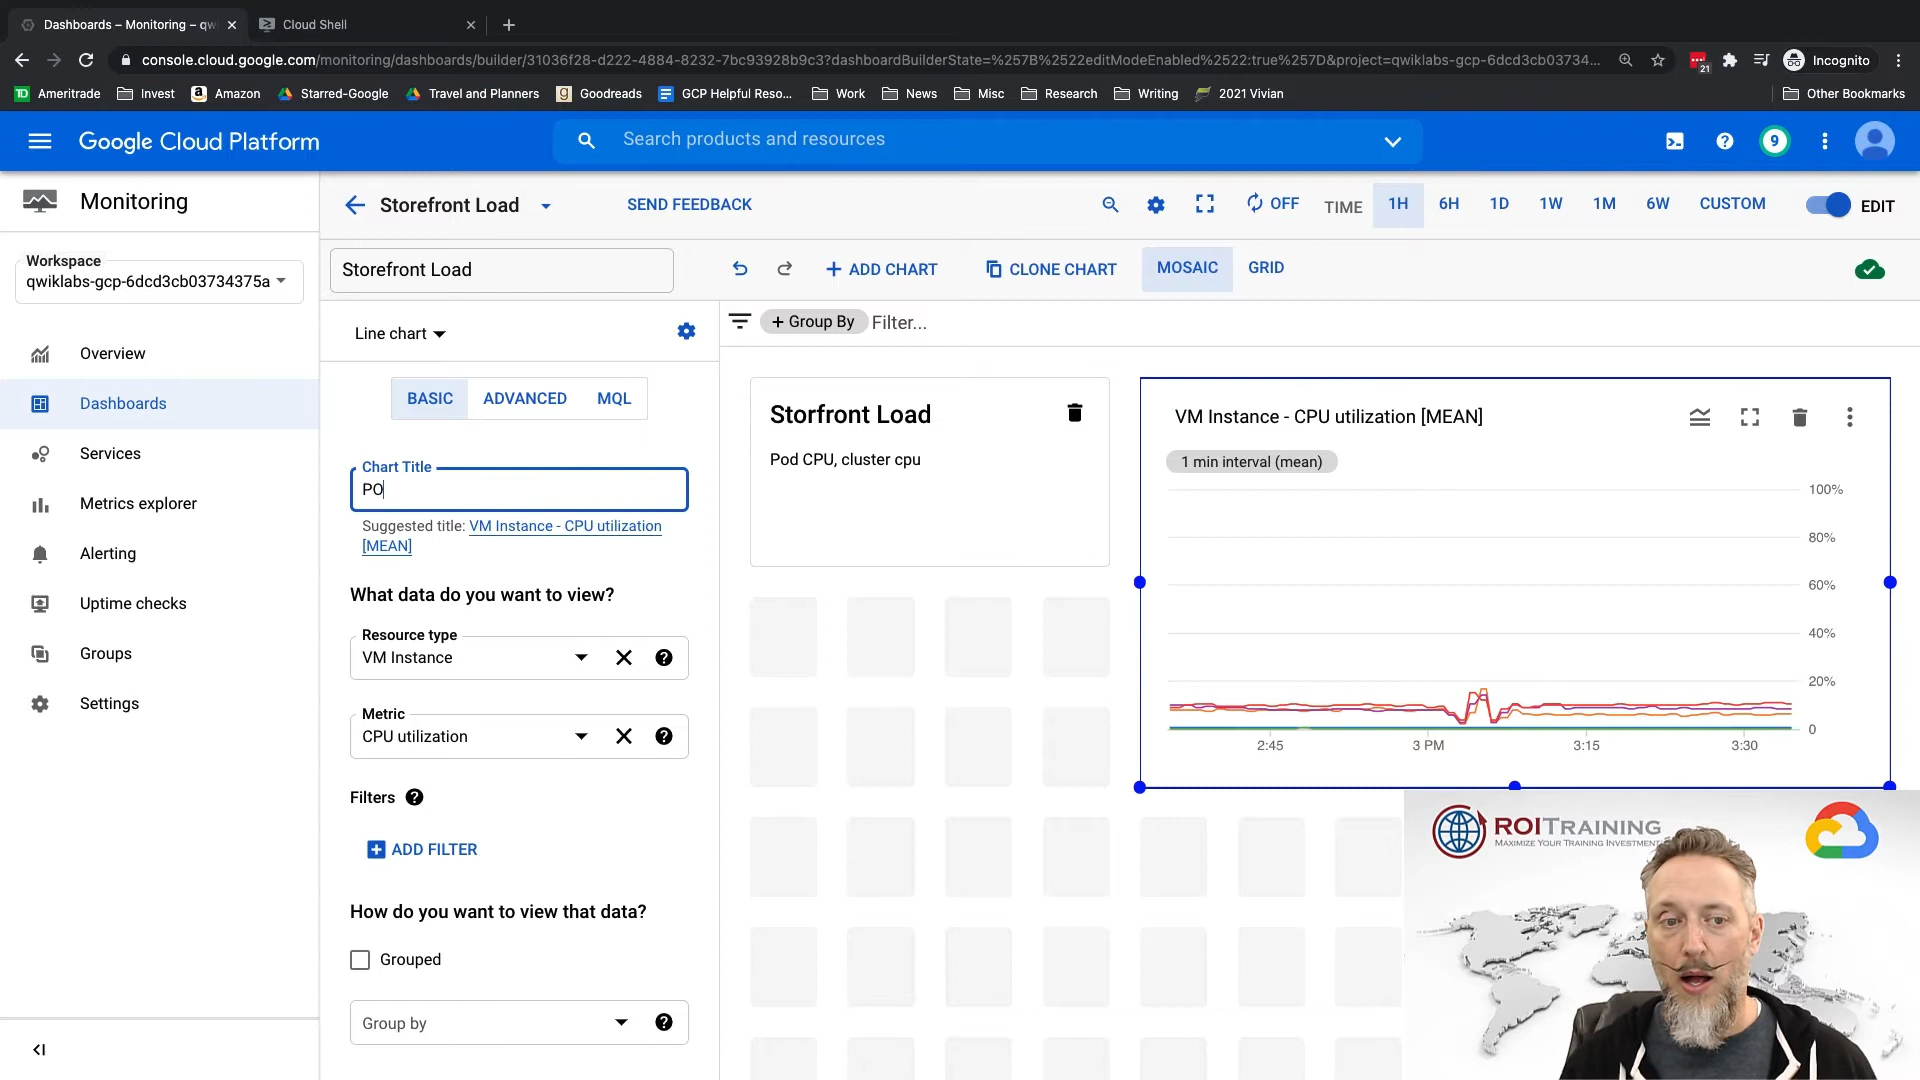 Dashboards – Monitoring – qw
Cloud Shell
console.cloud.google.com/monitoring/dashboards/builder/31036f28-d222-4884-8232-7bc93928b9c3?dashboardBuilderState=%257B%2522editModeEnabled%2522:true%257D&project=qwiklabs-gcp-6dcd3cb03734...
21
Incognito
TD Ameritrade
Invest
a Amazon
Starred-Google
Travel and Planners
g Goodreads
GCP Helpful Reso...
Work
News
Misc
Research
Writing
2021 Vivian
Other Bookmarks
Google Cloud Platform
Search products and resources
9
Monitoring
Storefront Load
SEND FEEDBACK
OFF
TIME
1H
6H
1D
1W
1M
6W
CUSTOM
EDIT
Workspace
qwiklabs-gcp-6dcd3cb03734375a
Storefront Load
ADD CHART
CLONE CHART
MOSAIC
GRID
Overview
Dashboards
Services
Metrics explorer
Alerting
Uptime checks
Groups
Settings
Line chart
BASIC
ADVANCED
MQL
Chart Title
PO
Suggested title: VM Instance - CPU utilization
[MEAN]
What data do you want to view?
Resource type
VM Instance
Metric
CPU utilization
Filters
ADD FILTER
How do you want to view that data?
Grouped
Group by
+ Group By
Filter...
Storfront Load
Pod CPU, cluster cpu
VM Instance - CPU utilization [MEAN]
1 min interval (mean)
100%
80%
60%
40%
20%
0
2:45
3 PM
3:15
3:30
ROITRAINING
MAXIMIZE YOUR TRAINING INVESTMENT